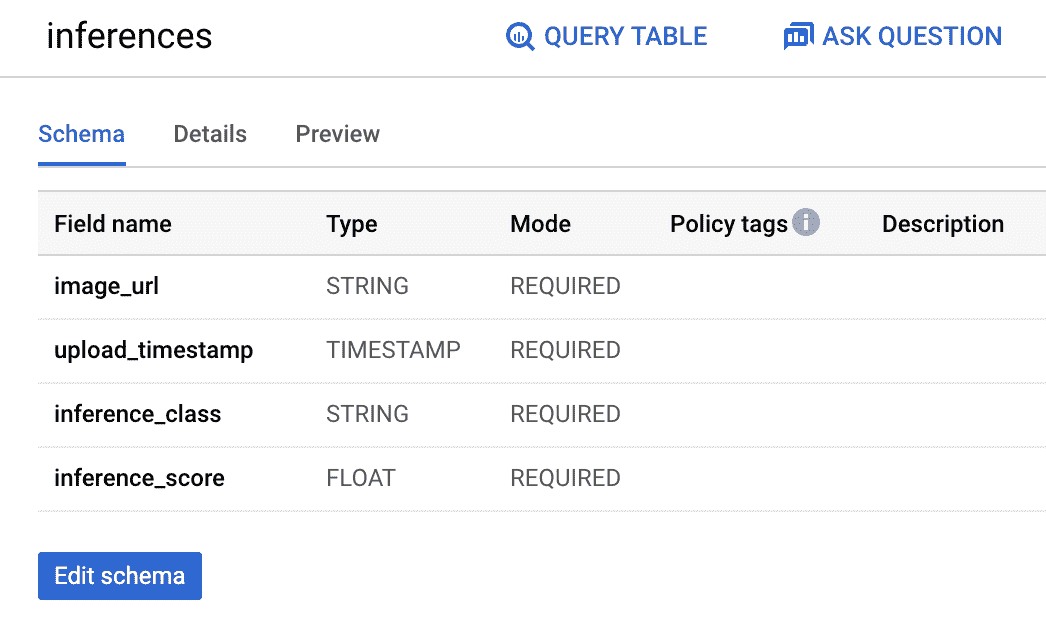 inferences QUERY TABLE ASK QUESTION
Schema Details Preview
Field name Type Mode Policy tags i Description
image_url STRING REQUIRED
upload_timestamp TIMESTAMP REQUIRED
inference_class STRING REQUIRED
inference_score FLOAT REQUIRED
Edit schema